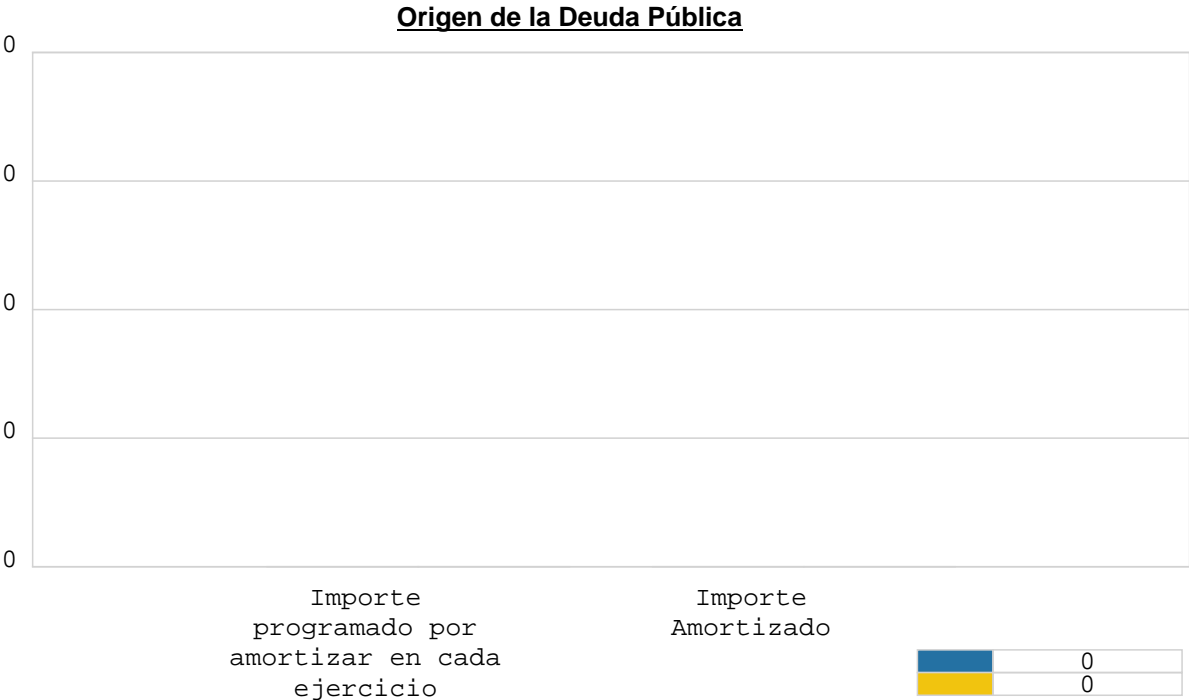 Origen de la Deuda Pública
0
0
0
0
0
Importe
programado por
amortizar en cada
ejercicio
Importe
Amortizado
0
0